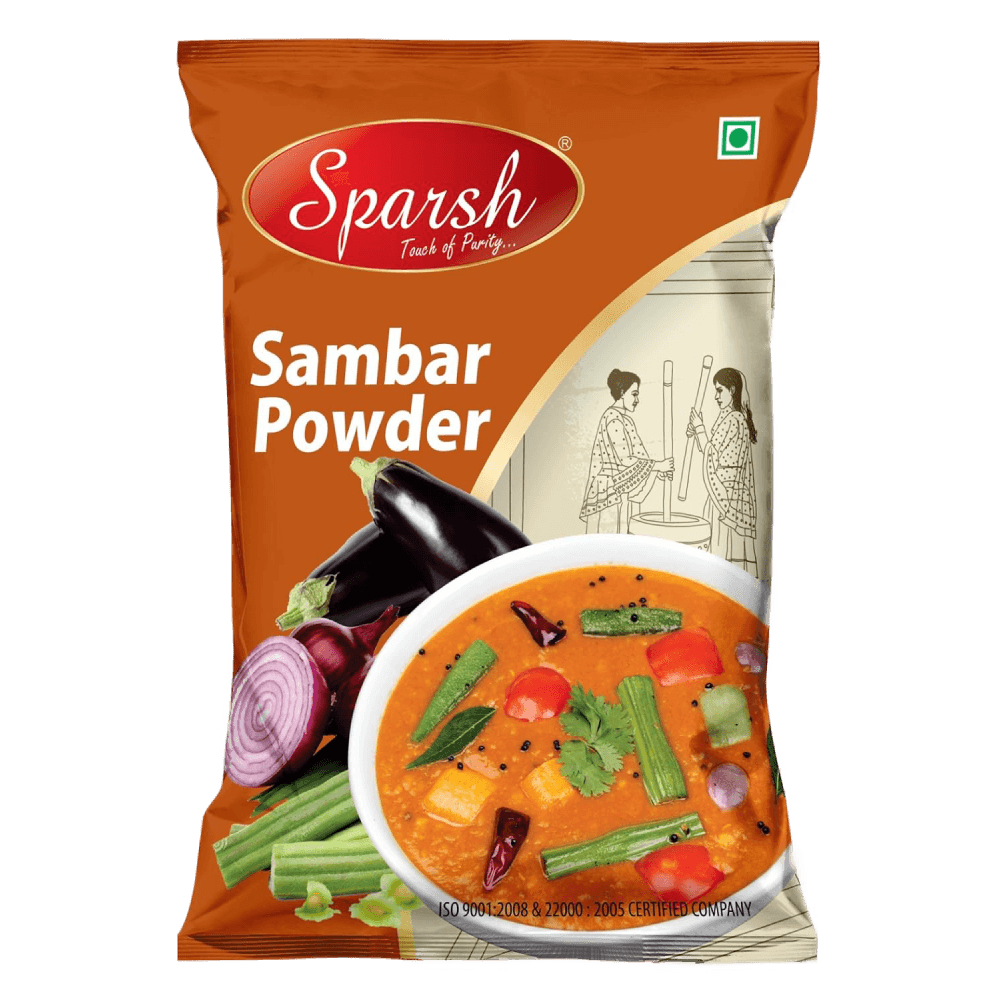 Sparsh®
Touch of Purity...
Sambar
Powder
ISO 9001:2008 & 22000 : 2005 CERTIFIED COMPANY